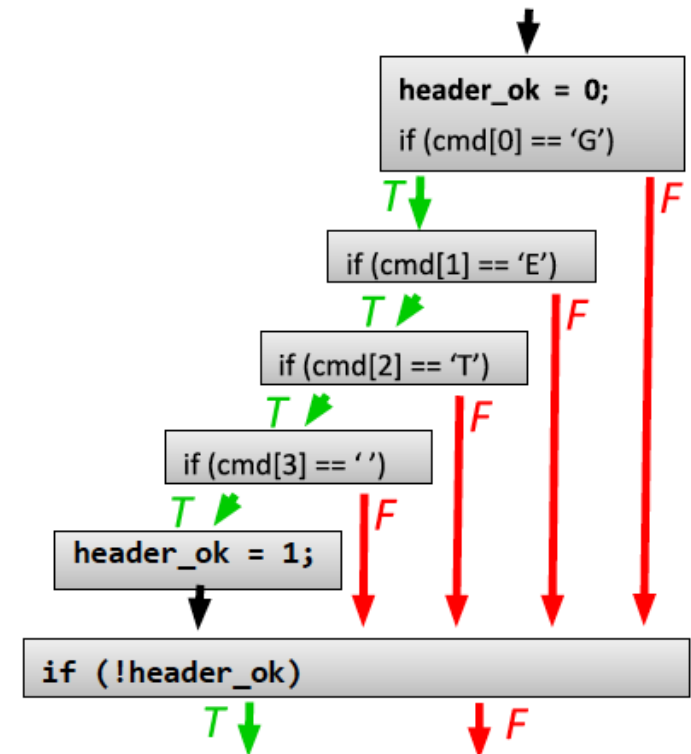 header_ok = 0;
if (cmd[0] == ‘G’)
T
F
if (cmd[1] == ‘E’)
T
F
if (cmd[2] == ‘T’)
T
F
if (cmd[3] == ‘ ’)
T
F
header_ok = 1;
if (!header_ok)
T
F